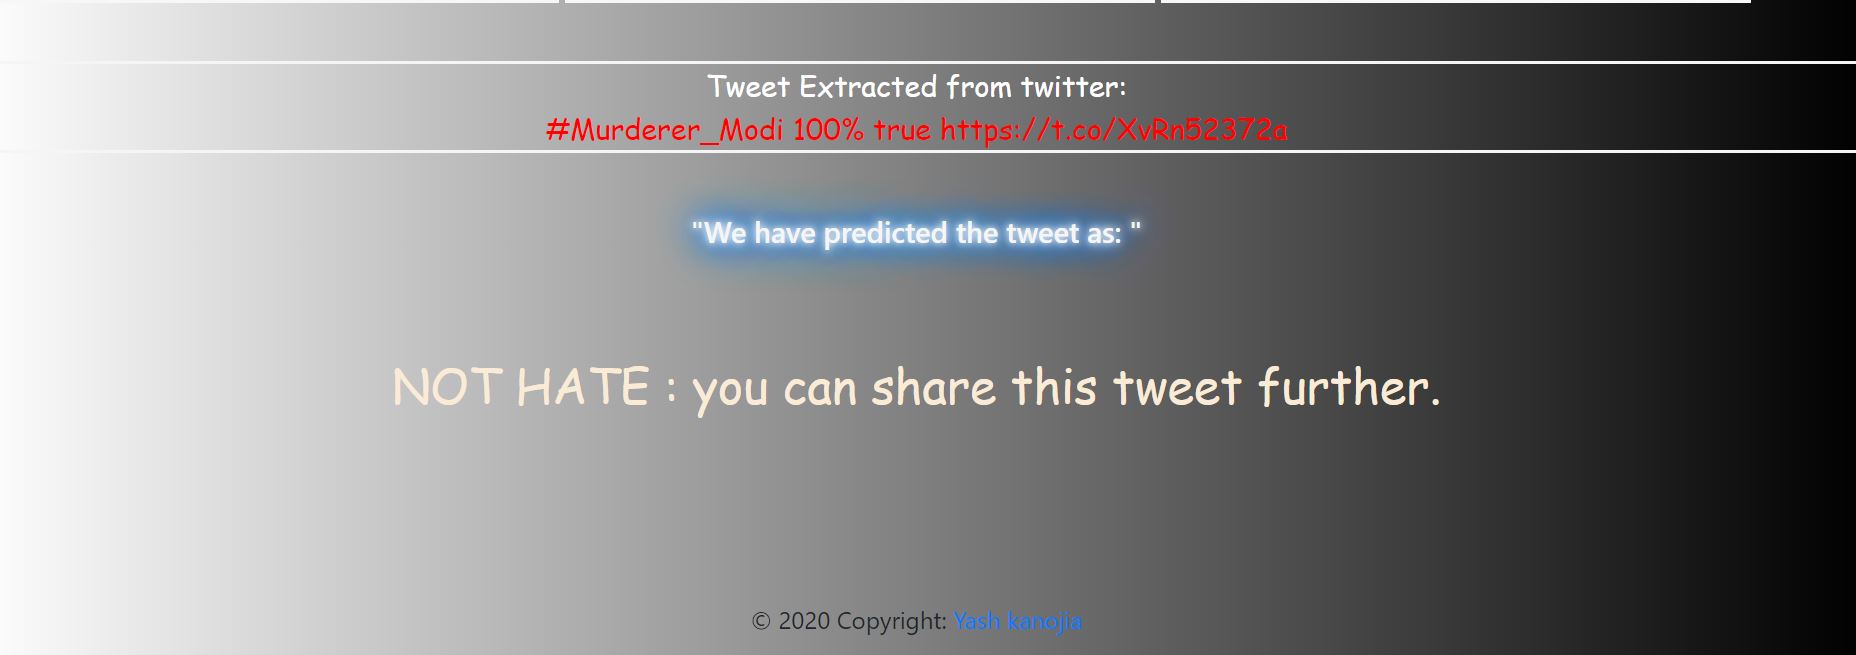 Tweet Extracted from twitter:
#Murderer_Modi 100% true https://t.co/XvRn52372a
"We have predicted the tweet as: "
NOT HATE : you can share this tweet further.
© 2020 Copyright: Yash kanojia